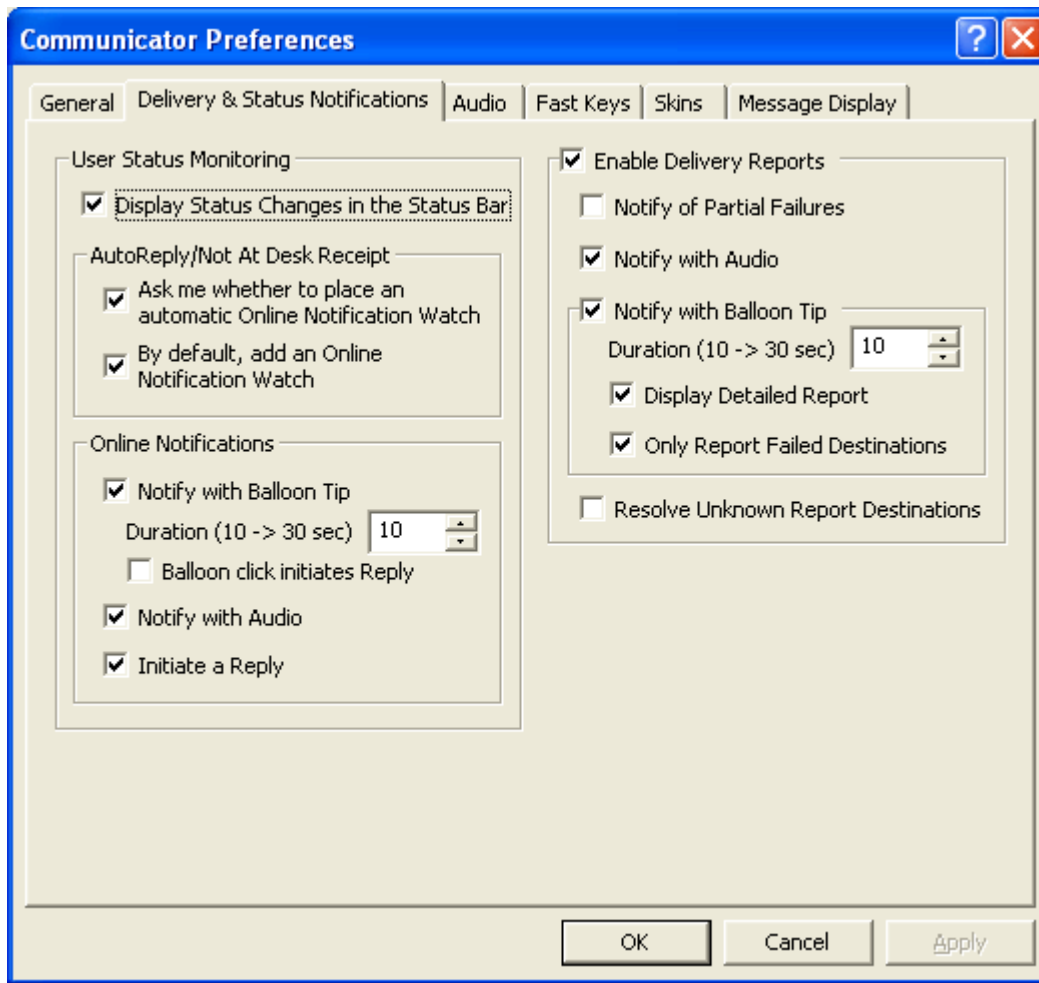 Communicator Preferences
General
Delivery & Status Notifications
Audio
Fast Keys
Skins
Message Display
User Status Monitoring
Display Status Changes in the Status Bar
AutoReply/Not At Desk Receipt
Ask me whether to place an
automatic Online Notification Watch
By default, add an Online
Notification Watch
Online Notifications
Notify with Balloon Tip
Duration (10 -> 30 sec) 10
Balloon click initiates Reply
Notify with Audio
Initiate a Reply
Enable Delivery Reports
Notify of Partial Failures
Notify with Audio
Notify with Balloon Tip
Duration (10 -> 30 sec) 10
Display Detailed Report
Only Report Failed Destinations
Resolve Unknown Report Destinations
OK
Cancel
Apply